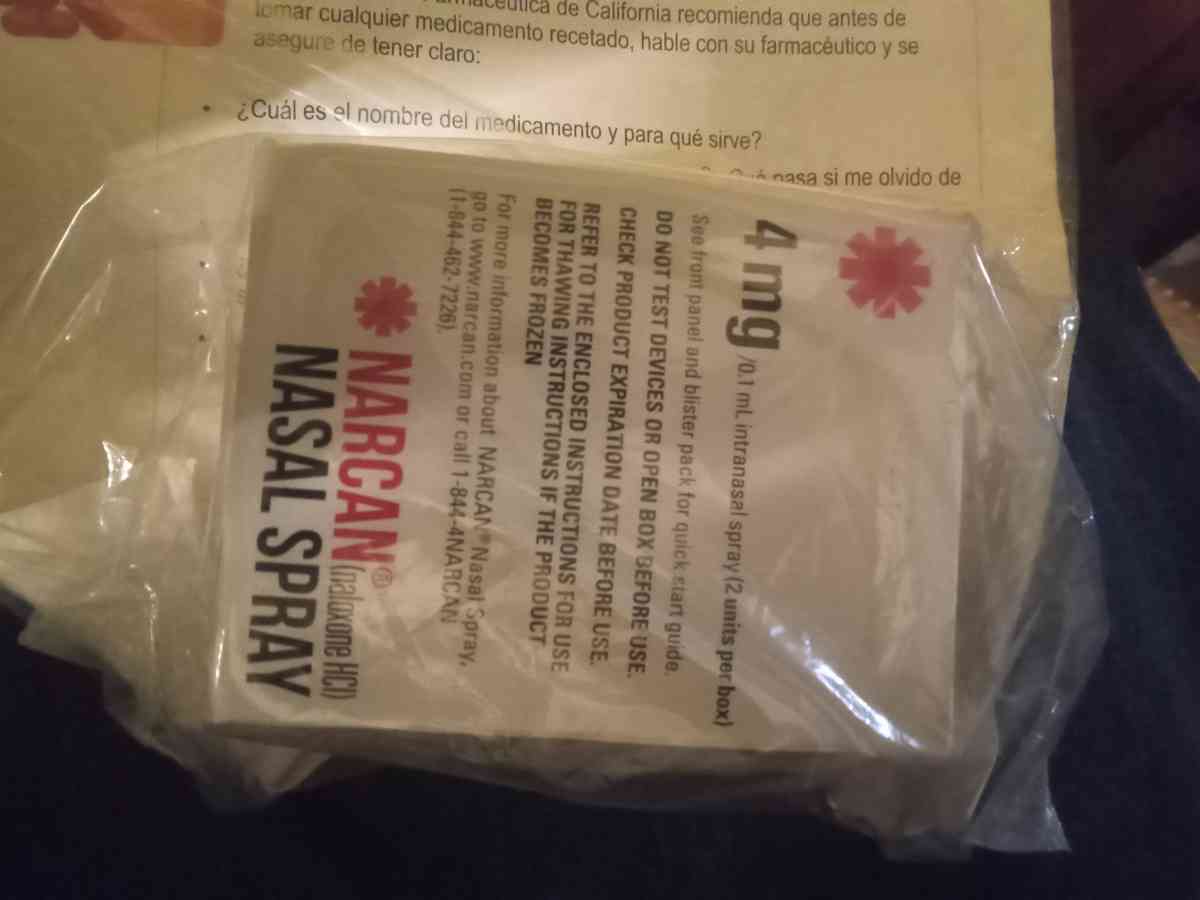 de California recomienda que antes de
tomar cualquier medicamento recetado, hable con su farmacéutico y se
asegure de tener claro:
• ¿Cuál es el nombre del medicamento y para qué sirve?
pasa si me olvido de
4 mg /0.1 mL intranasal spray (2 units per box)
See front panel and blister pack for quick start guide.
DO NOT TEST DEVICES OR OPEN BOX BEFORE USE.
CHECK PRODUCT EXPIRATION DATE BEFORE USE.
REFER TO THE ENCLOSED INSTRUCTIONS FOR USE
FOR THAWING INSTRUCTIONS IF THE PRODUCT
BECOMES FROZEN
For more information about NARCAN® Nasal Spray,
go to www.narcan.com or call 1-844-4NARCAN
(1-844-462-7226).
NARCAN® (naloxone HCl)
NASAL SPRAY